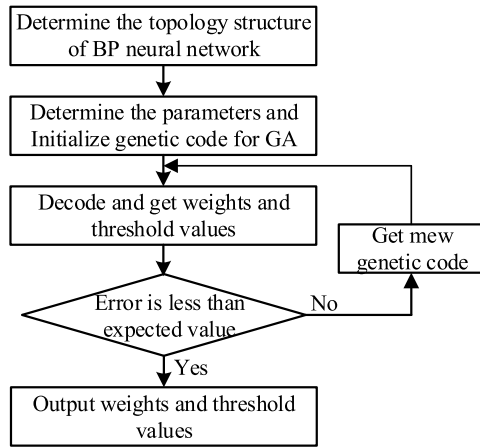 Determine the topology structure
of BP neural network
Determine the parameters and
Initialize genetic code for GA
Decode and get weights and
threshold values
Get mew
genetic code
Error is less than
expected value
No
Yes
Output weights and threshold
values